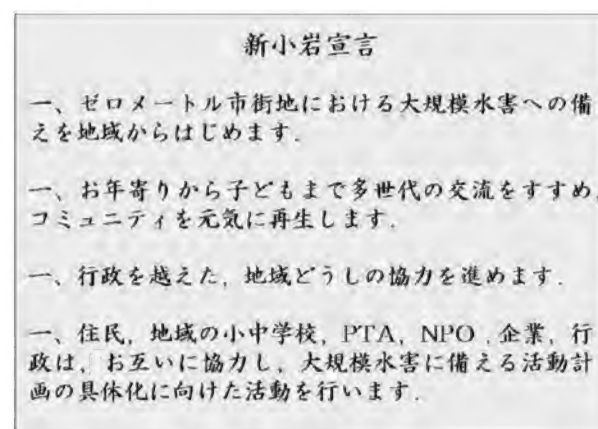 新小岩宣言
一、ゼロメートル市街地における大規模水害への備
えを地域からはじめます.
一、お年寄りから子どもまで多世代の交流をすすめ,
コミュニティを元気に再生します.
一、行政を越えた, 地域どうしの協力を進めます.
一、住民, 地域の小中学校, PTA, NPO , 企業, 行
政は, お互いに協力し, 大規模水害に備える活動計
画の具体化に向けた活動を行います.